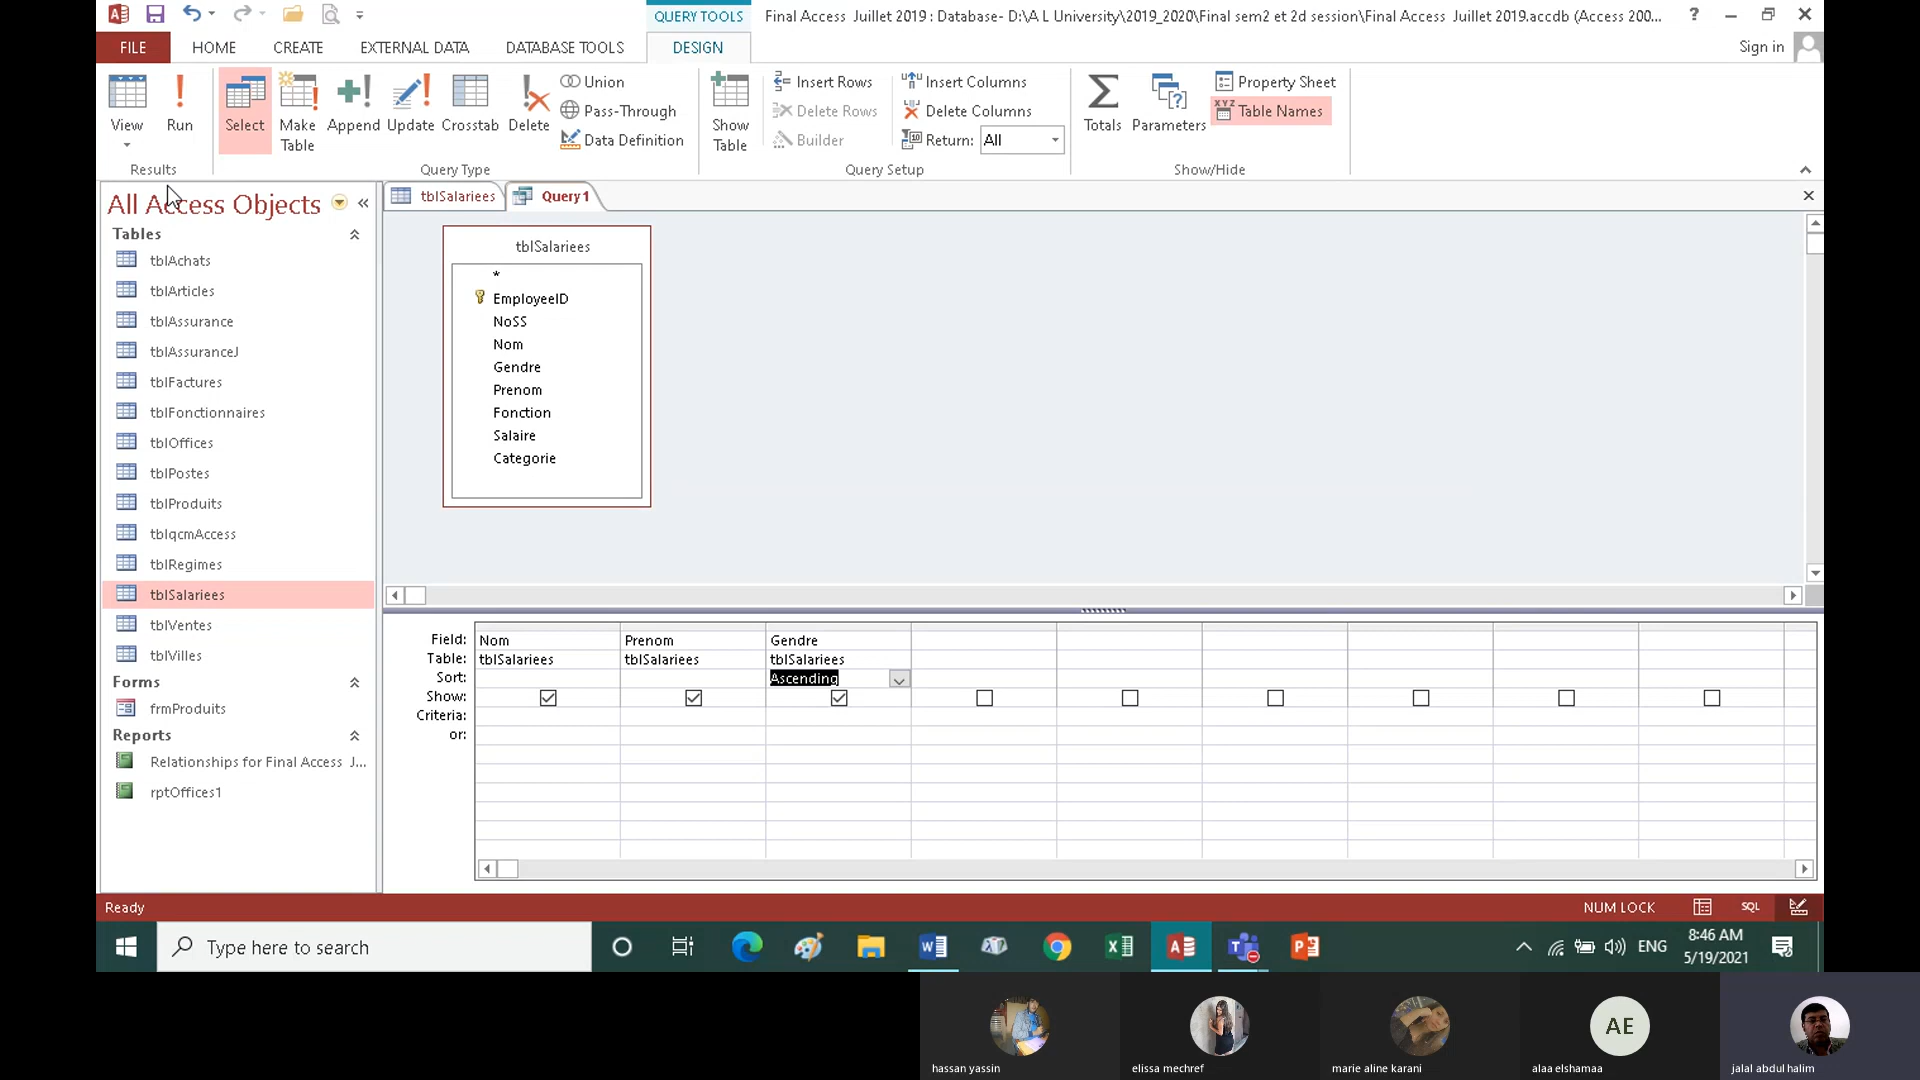 QUERY TOOLS
Final Access Juillet 2019 : Database- D:\A L University\2019_2020\Final sem2 et 2d session\Final Access Juillet 2019.accdb (Access 200...
?
FILE
HOME
CREATE
EXTERNAL DATA
DATABASE TOOLS
DESIGN
Sign in
View
Run
Select
Make Table
Append
Update
Crosstab
Delete
Union
Pass-Through
Data Definition
Show Table
Insert Rows
Delete Rows
Builder
Insert Columns
Delete Columns
Return: All
Totals
Parameters
Property Sheet
Table Names
Results
Query Type
Query Setup
Show/Hide
All Access Objects
Tables
tblAchats
tblArticles
tblAssurance
tblAssuranceJ
tblFactures
tblFonctionnaires
tblOffices
tblPostes
tblProduits
tblqcmAccess
tblRegimes
tblSalariees
tblVentes
tblVilles
Forms
frmProduits
Reports
Relationships for Final Access J...
rptOffices1
tblSalariees
Query1
tblSalariees
*
EmployeeID
NoSS
Nom
Gendre
Prenom
Fonction
Salaire
Categorie
Field: Nom Prenom Gendre
Table: tblSalariees tblSalariees tblSalariees
Sort: Ascending
Show:
Criteria:
or:
Ready
NUM LOCK
SQL
Type here to search
ENG
8:46 AM
5/19/2021
AE
hassan yassin
elissa mechref
marie aline karani
alaa elshamaa
jalal abdul halim